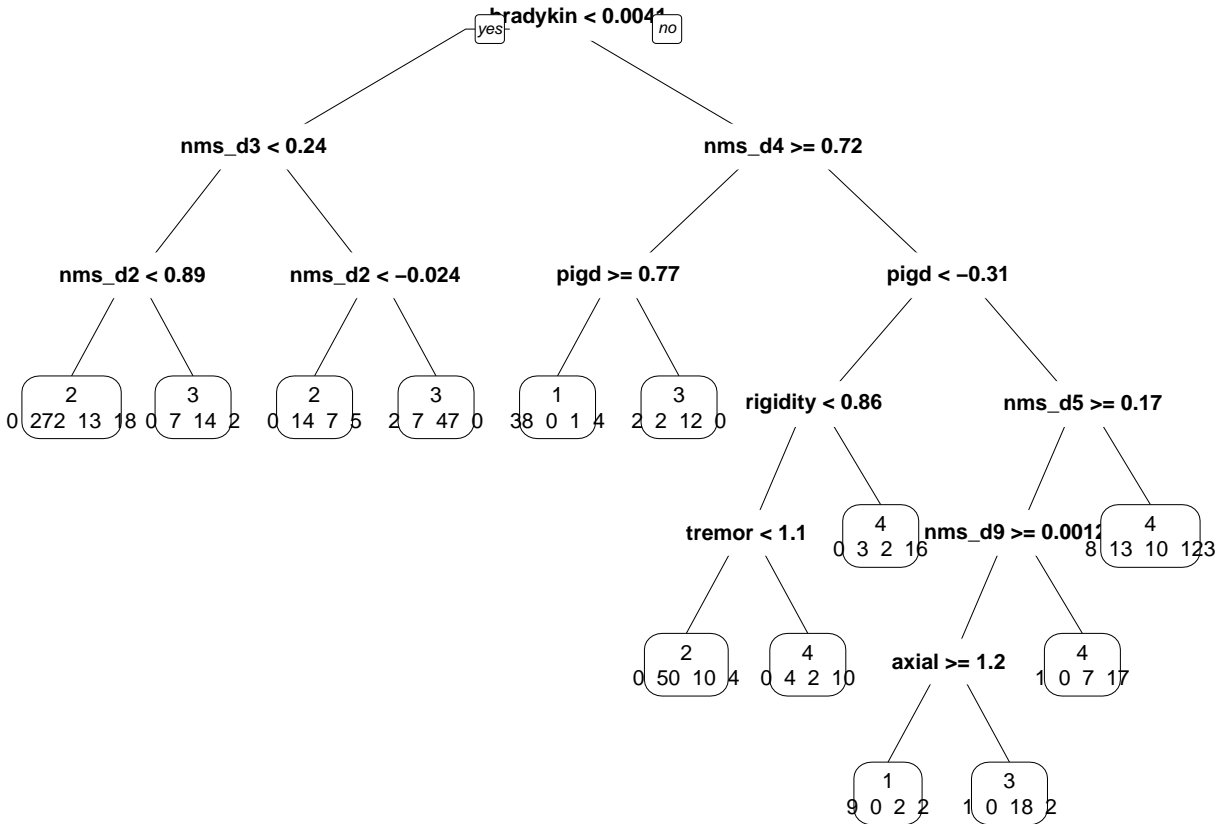 bradykin < 0.0041
yes no
nms_d3 < 0.24 nms_d4 >= 0.72
nms_d2 < 0.89 nms_d2 < −0.024 pigd >= 0.77 pigd < −0.31
2 3 2 3 1 3
0 272 13 18 0 7 14 2 0 14 7 5 2 7 47 0 38 0 1 4 2 2 12 0
rigidity < 0.86 nms_d5 >= 0.17
tremor < 1.1 4 nms_d9 >= 0.0012 4
0 3 2 16 8 13 10 123
2 4 axial >= 1.2 4
0 50 10 4 0 4 2 10 1 0 7 17
1 3
9 0 2 2 1 0 18 2